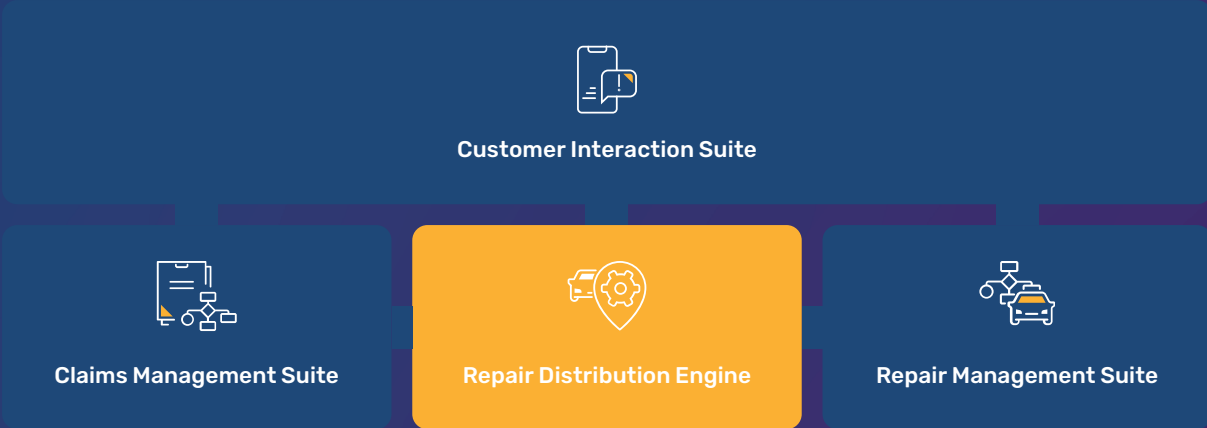 Customer Interaction Suite
Claims Management Suite
Repair Distribution Engine
Repair Management Suite